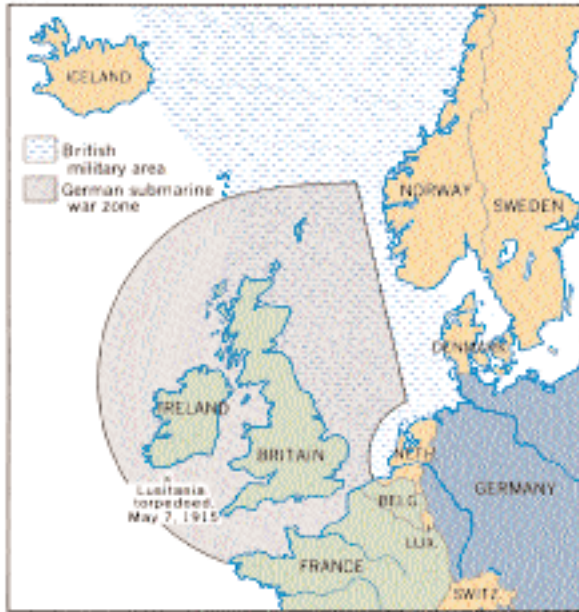 ICELAND
British
military area
German submarine
war zone
NORWAY
SWEDEN
DENMARK
IRELAND
BRITAIN
NETH.
Lusitania
torpedoed,
May 7, 1915
BELG.
GERMANY
LUX.
FRANCE
SWITZ.